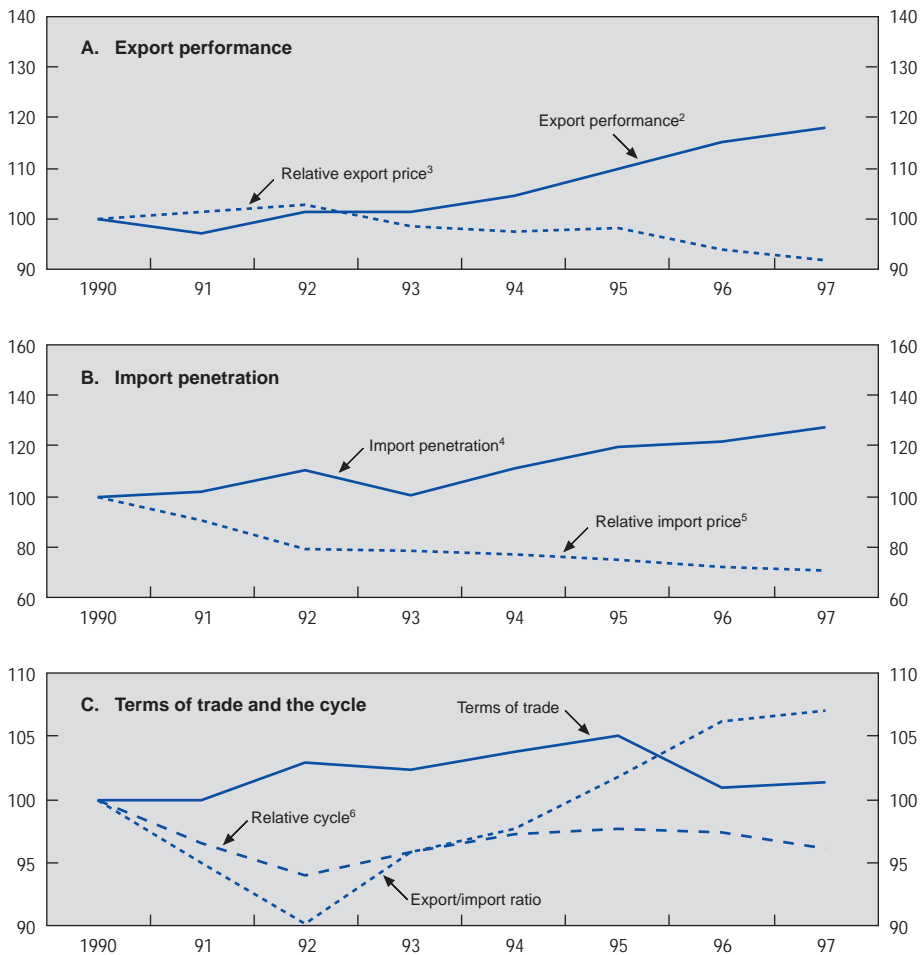 A. Export performance
140 140
130 130
120 120
110 110
100 100
90 90
Export performance2
Relative export price3
1990 91 92 93 94 95 96 97
B. Import penetration
160 160
140 140
120 120
100 100
80 80
60 60
Import penetration4
Relative import price5
1990 91 92 93 94 95 96 97
C. Terms of trade and the cycle
110 110
105 105
100 100
95 95
90 90
Terms of trade
Relative cycle6
Export/import ratio
1990 91 92 93 94 95 96 97